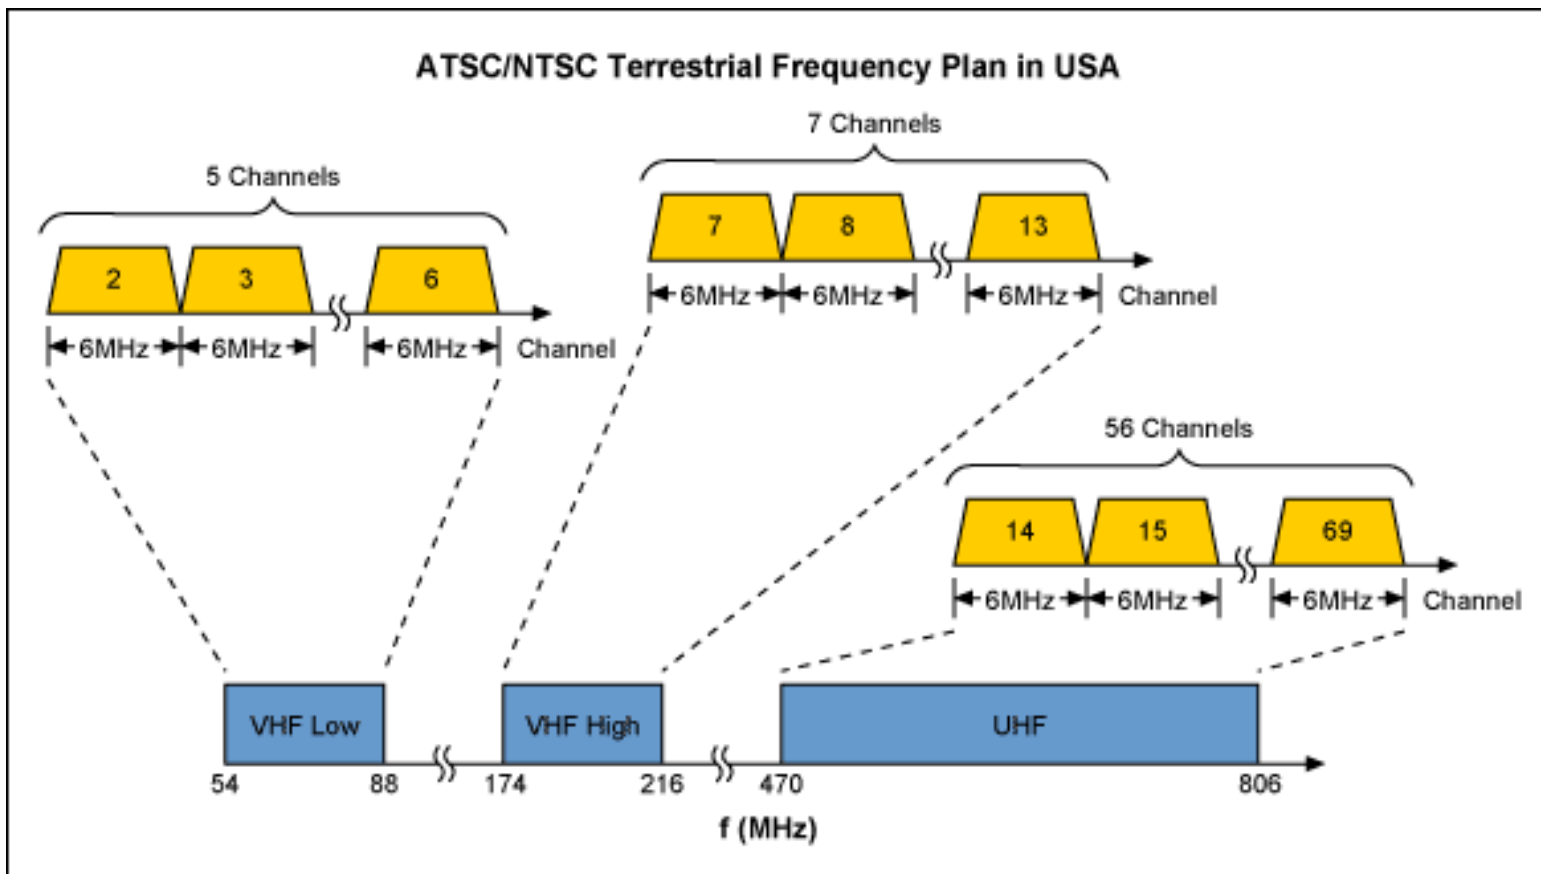 ATSC/NTSC Terrestrial Frequency Plan in USA
5 Channels
2 3 6
6MHz 6MHz 6MHz Channel
7 Channels
7 8 13
6MHz 6MHz 6MHz Channel
56 Channels
14 15 69
6MHz 6MHz 6MHz Channel
VHF Low VHF High UHF
54 88 174 216 470 806
f (MHz)